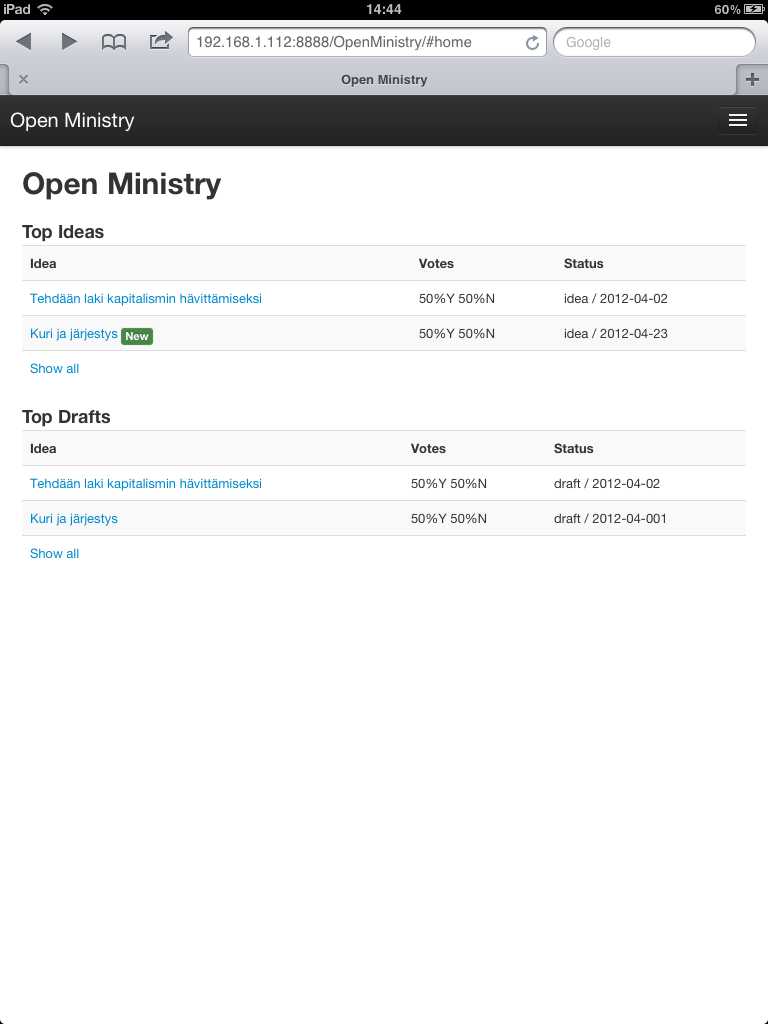 iPad 14:44 60%
192.168.1.112:8888/OpenMinistry/#home Google
Open Ministry
Open Ministry
Open Ministry
Top Ideas
Idea Votes Status
Tehdään laki kapitalismin hävittämiseksi 50%Y 50%N idea / 2012-04-02
Kuri ja järjestys New 50%Y 50%N idea / 2012-04-23
Show all
Top Drafts
Idea Votes Status
Tehdään laki kapitalismin hävittämiseksi 50%Y 50%N draft / 2012-04-02
Kuri ja järjestys 50%Y 50%N draft / 2012-04-001
Show all